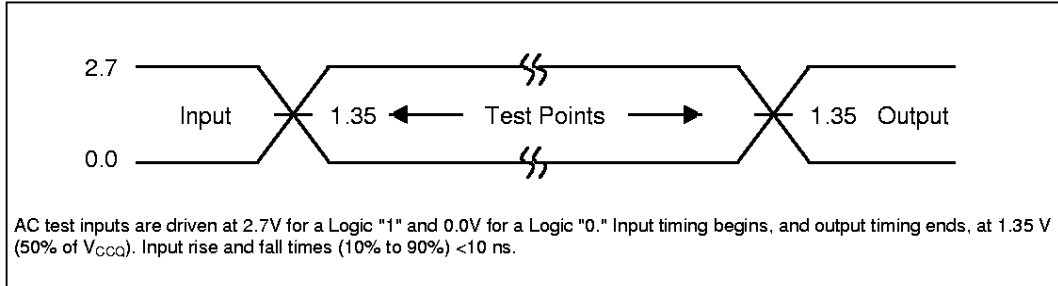 2.7
Input 1.35 Test Points 1.35 Output
0.0
AC test inputs are driven at 2.7V for a Logic "1" and 0.0V for a Logic "0." Input timing begins, and output timing ends, at 1.35 V
(50% of VCCQ). Input rise and fall times (10% to 90%) <10 ns.